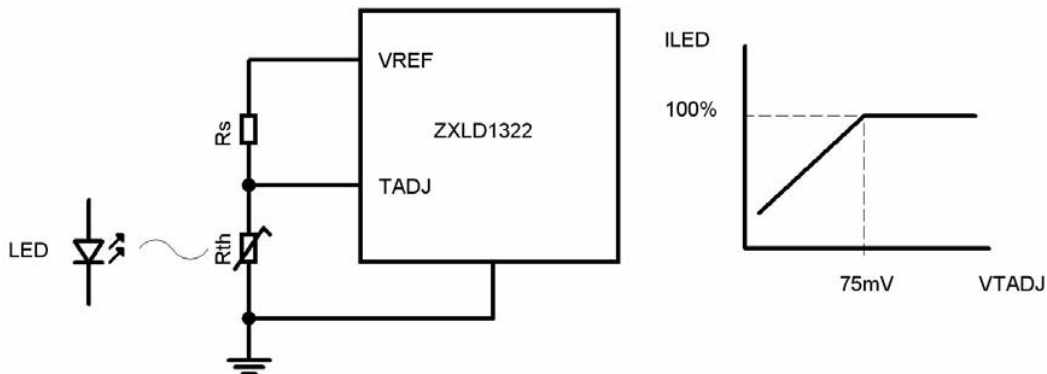 VREF
ZXLD1322
Rs
TADJ
LED
Rth
ILED
100%
75mV
VTADJ